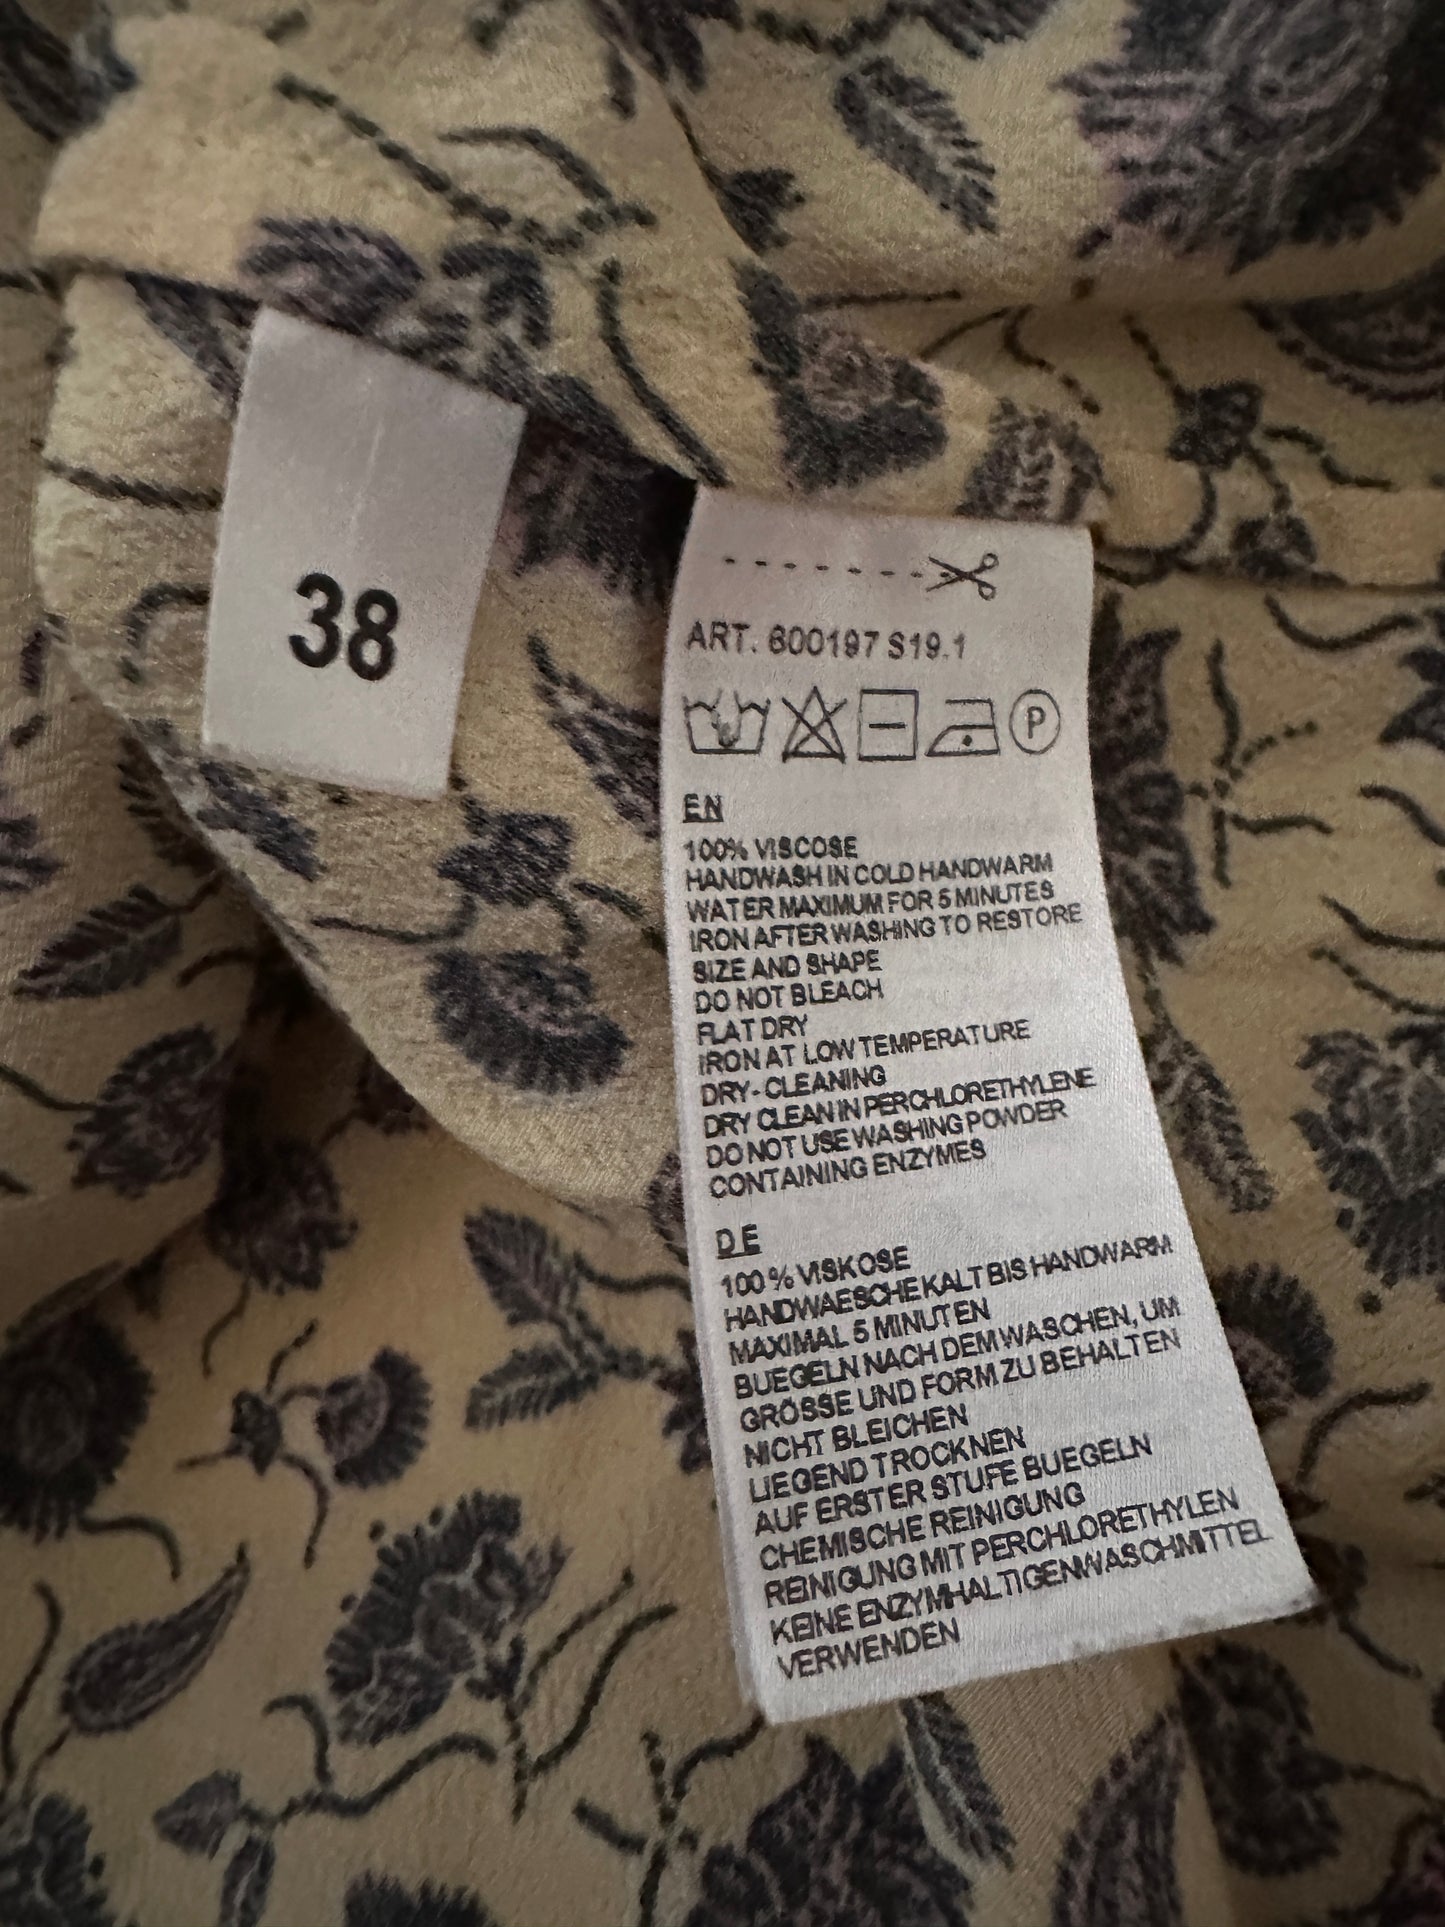 38
ART. 600197 S19.1
P
EN
100% VISCOSE
HANDWASH IN COLD HANDWARM
WATER MAXIMUM FOR 5 MINUTES
IRON AFTER WASHING TO RESTORE
SIZE AND SHAPE
DO NOT BLEACH
FLAT DRY
IRON AT LOW TEMPERATURE
DRY-CLEANING
DRY CLEAN IN PERCHLORETHYLENE
DO NOT USE WASHING POWDER
CONTAINING ENZYMES
DE
100% VISKOSE
HANDWAESCHE KALT BIS HANDWARM
MAXIMAL 5 MINUTEN
BUEGELN NACH DEM WASCHEN, UM
GRÖSSE UND FORM ZU BEHALTEN
NICHT BLEICHEN
LIEGEND TROCKNEN
AUF ERSTER STUFE BUEGELN
CHEMISCHE REINIGUNG
REINIGUNG MIT PERCHLORETHYLEN
KEINE ENZYMHALTIGEN WASCHMITTEL
VERWENDEN